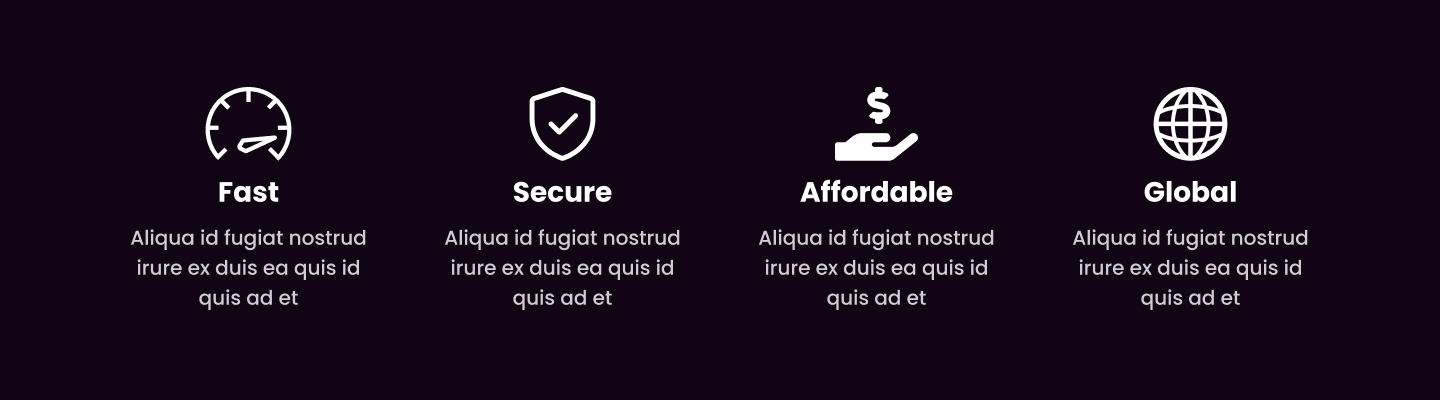 Fast
Aliqua id fugiat nostrud
irure ex duis ea quis id
quis ad et
Secure
Aliqua id fugiat nostrud
irure ex duis ea quis id
quis ad et
$
Affordable
Aliqua id fugiat nostrud
irure ex duis ea quis id
quis ad et
Global
Aliqua id fugiat nostrud
irure ex duis ea quis id
quis ad et